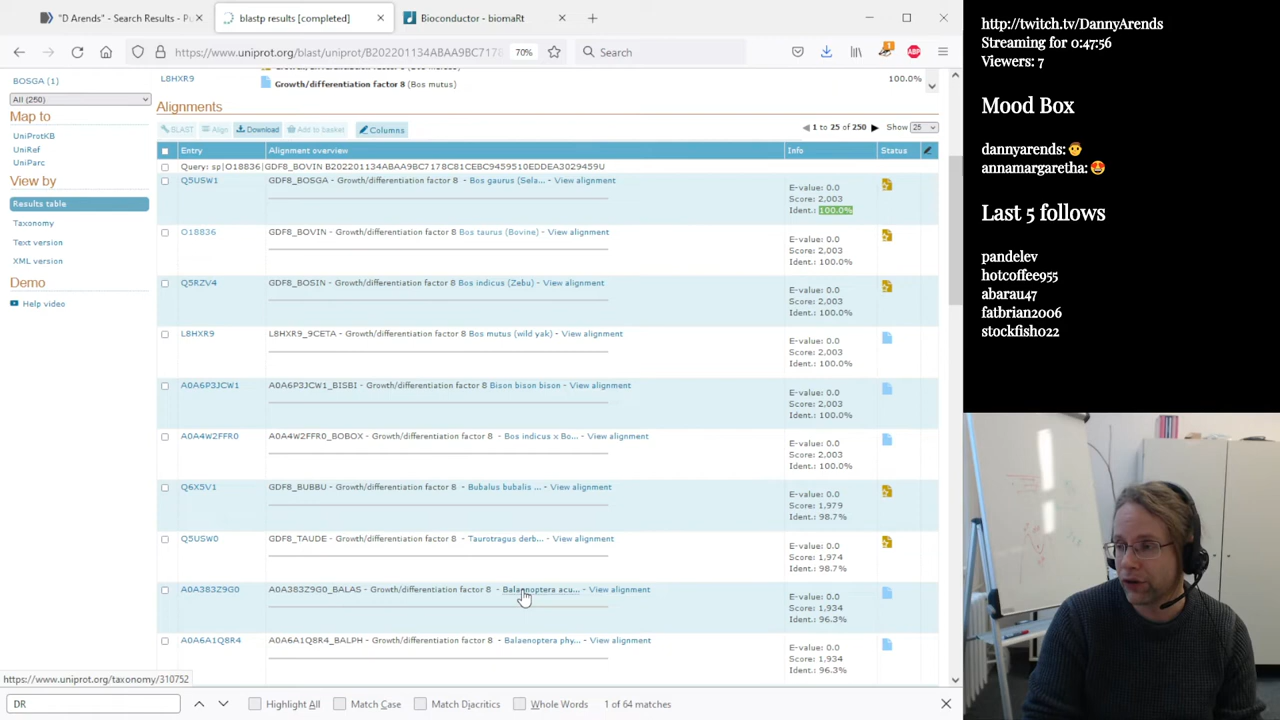 "D Arends" - Search Results - P
blastp results [completed]
Bioconductor - biomaRt
https://www.uniprot.org/blast/uniprot/B202201134ABAA9BC7178
70%
Search
BOSGA (1)
All (250)
Map to
UniProtKB
UniRef
UniParc
View by
Results table
Taxonomy
Text version
XML version
Demo
Help video
L8HXR9
Growth/differentiation factor 8 (Bos mutus)
100.0%
Alignments
BLAST Align Download Add to basket Columns
1 to 25 of 250 Show 25
Entry Alignment overview Info Status
Query: sp|O18836|GDF8_BOVIN B202201134ABAA9BC7178C81CEBC9459510EDDEA3029459U
Q5USW1 GDF8_BOSGA - Growth/differentiation factor 8 - Bos gaurus (Sela... - View alignment
E-value: 0.0
Score: 2,003
Ident.: 100.0%
O18836 GDF8_BOVIN - Growth/differentiation factor 8 Bos taurus (Bovine) - View alignment
E-value: 0.0
Score: 2,003
Ident.: 100.0%
Q5RZV4 GDF8_BOSIN - Growth/differentiation factor 8 Bos indicus (Zebu) - View alignment
E-value: 0.0
Score: 2,003
Ident.: 100.0%
L8HXR9 L8HXR9_9CETA - Growth/differentiation factor 8 Bos mutus (wild yak) - View alignment
E-value: 0.0
Score: 2,003
Ident.: 100.0%
A0A6P3JCW1 A0A6P3JCW1_BISBI - Growth/differentiation factor 8 Bison bison bison - View alignment
E-value: 0.0
Score: 2,003
Ident.: 100.0%
A0A4W2FFR0 A0A4W2FFR0_BOBOX - Growth/differentiation factor 8 - Bos indicus x Bo... - View alignment
E-value: 0.0
Score: 2,003
Ident.: 100.0%
Q6X5V1 GDF8_BUBBU - Growth/differentiation factor 8 - Bubalus bubalis ... - View alignment
E-value: 0.0
Score: 1,979
Ident.: 98.7%
Q5USW0 GDF8_TAUDE - Growth/differentiation factor 8 - Taurotragus derb... - View alignment
E-value: 0.0
Score: 1,974
Ident.: 98.7%
A0A383Z9G0 A0A383Z9G0_BALAS - Growth/differentiation factor 8 - Balaenoptera acu... - View alignment
E-value: 0.0
Score: 1,934
Ident.: 96.3%
A0A6A1Q8R4 A0A6A1Q8R4_BALPH - Growth/differentiation factor 8 - Balaenoptera phy... - View alignment
E-value: 0.0
Score: 1,934
Ident.: 96.3%
https://www.uniprot.org/taxonomy/310752
DR
Highlight All Match Case Match Diacritics Whole Words 1 of 64 matches
http://twitch.tv/DannyArends
Streaming for 0:47:56
Viewers: 7
Mood Box
dannyarends:
annamargaretha:
Last 5 follows
pandelev
hotcoffee955
abarau47
fatbrian2006
stockfish022